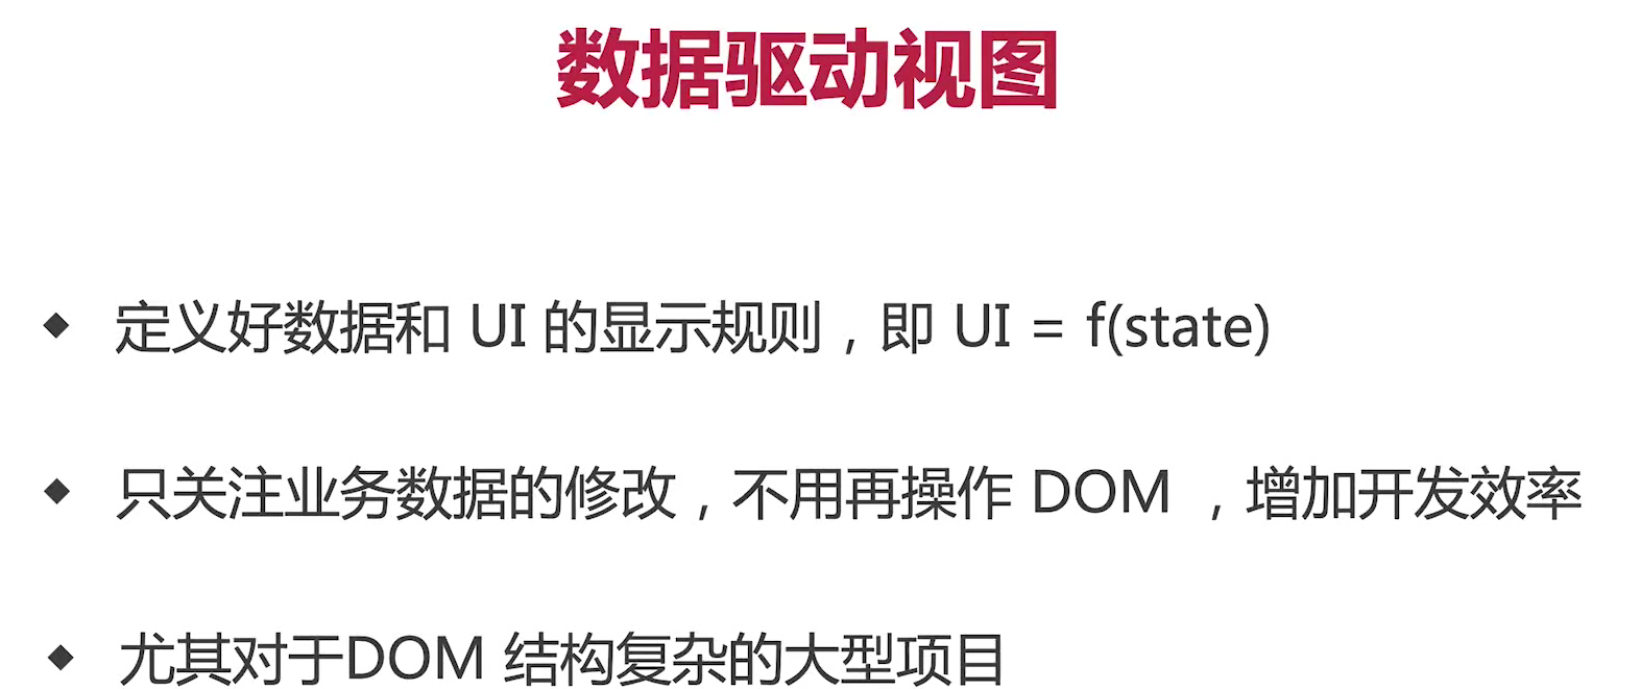 数据驱动视图
◆ 定义好数据和 UI 的显示规则，即 UI = f(state)
◆ 只关注业务数据的修改，不用再操作 DOM ，增加开发效率
◆ 尤其对于DOM 结构复杂的大型项目